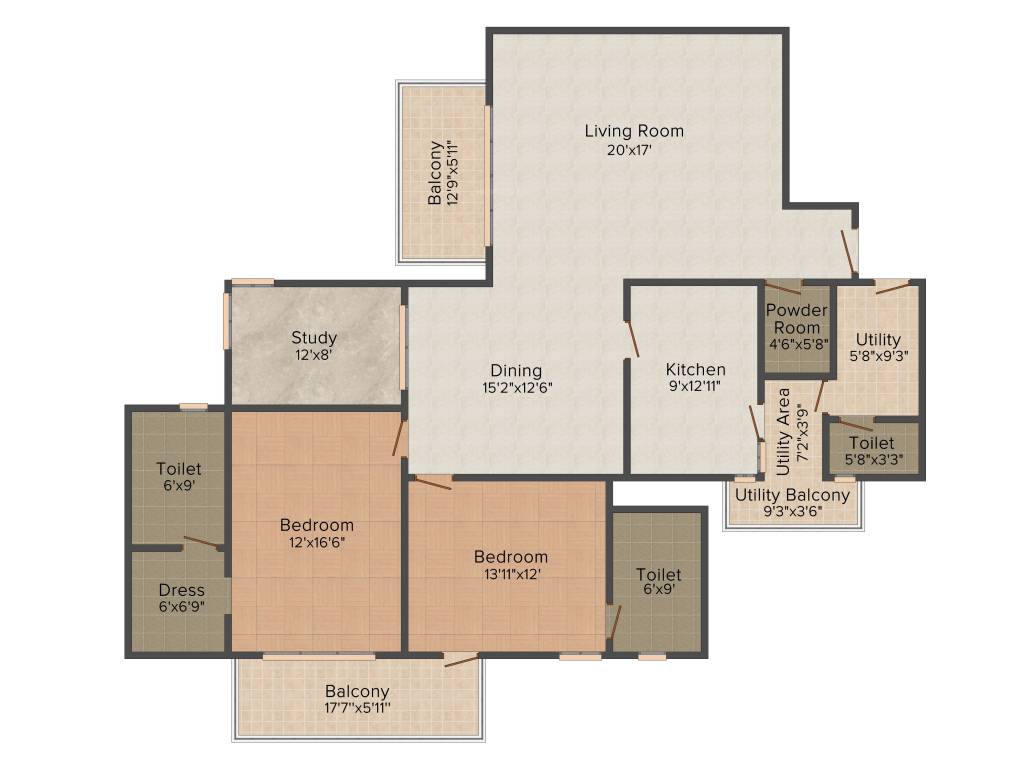 Living Room
20'x17'
Balcony
12'9"x5'11"
Study
12'x8'
Dining
15'2"x12'6"
Kitchen
9'x12'11"
Powder
Room
4'6"x5'8"
Utility
5'8"x9'3"
Utility Area
7'2"x3'9"
Toilet
5'8"x3'3"
Utility Balcony
9'3"x3'6"
Toilet
6'x9'
Bedroom
12'x16'6"
Bedroom
13'11"x12'
Toilet
6'x9'
Dress
6'x6'9"
Balcony
17'7''x5'11''